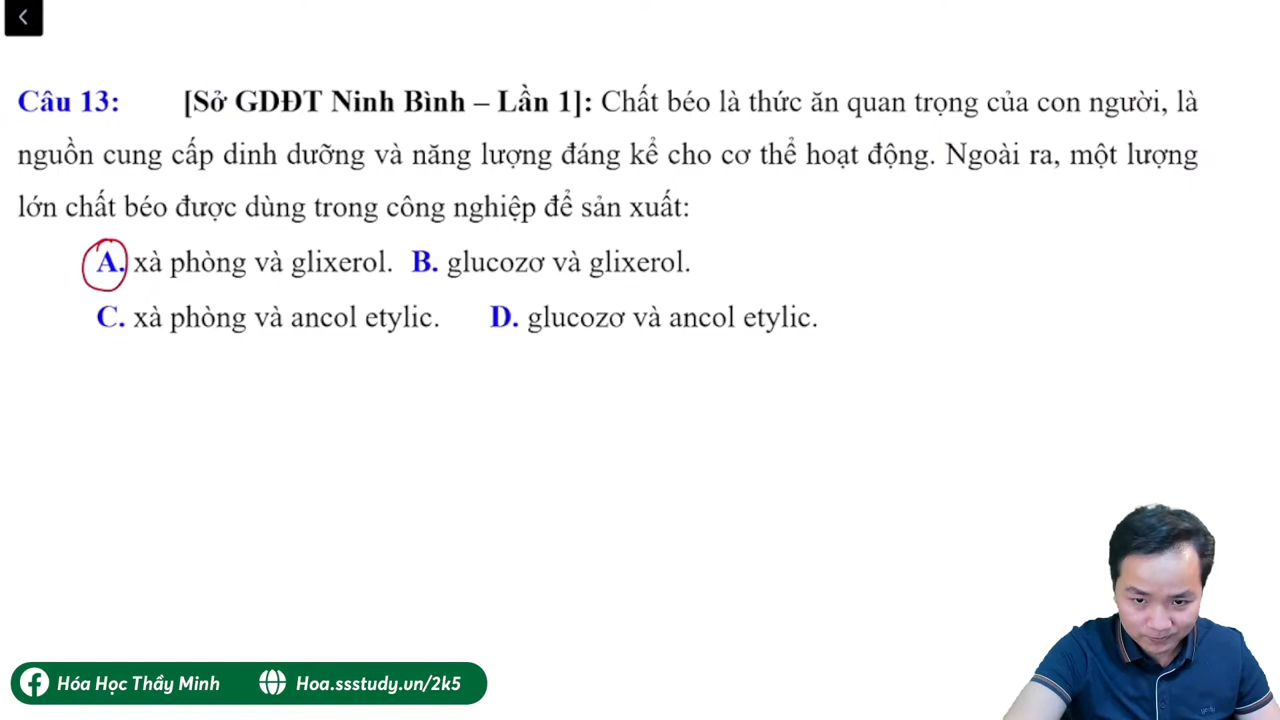 Câu 13: [Sở GDĐT Ninh Bình – Lần 1]: Chất béo là thức ăn quan trọng của con người, là
nguồn cung cấp dinh dưỡng và năng lượng đáng kể cho cơ thể hoạt động. Ngoài ra, một lượng
lớn chất béo được dùng trong công nghiệp để sản xuất:
A. xà phòng và glixerol. B. glucozơ và glixerol.
C. xà phòng và ancol etylic. D. glucozơ và ancol etylic.
Hóa Học Thầy Minh Hoa.ssstudy.vn/2k5